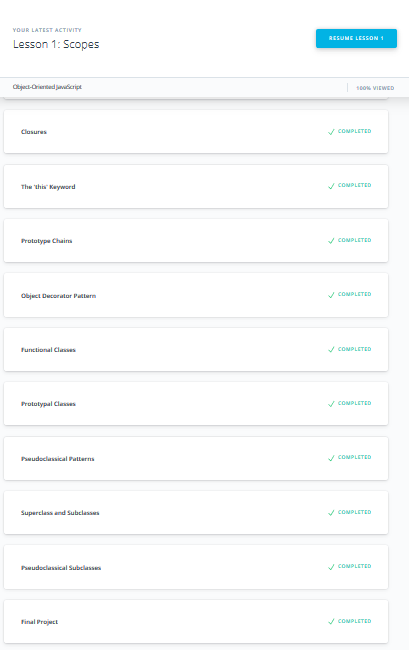 YOUR LATEST ACTIVITY
Lesson 1: Scopes
RESUME LESSON 1
Object-Oriented JavaScript
100% VIEWED
Closures
COMPLETED
The 'this' Keyword
COMPLETED
Prototype Chains
COMPLETED
Object Decorator Pattern
COMPLETED
Functional Classes
COMPLETED
Prototypal Classes
COMPLETED
Pseudoclassical Patterns
COMPLETED
Superclass and Subclasses
COMPLETED
Pseudoclassical Subclasses
COMPLETED
Final Project
COMPLETED